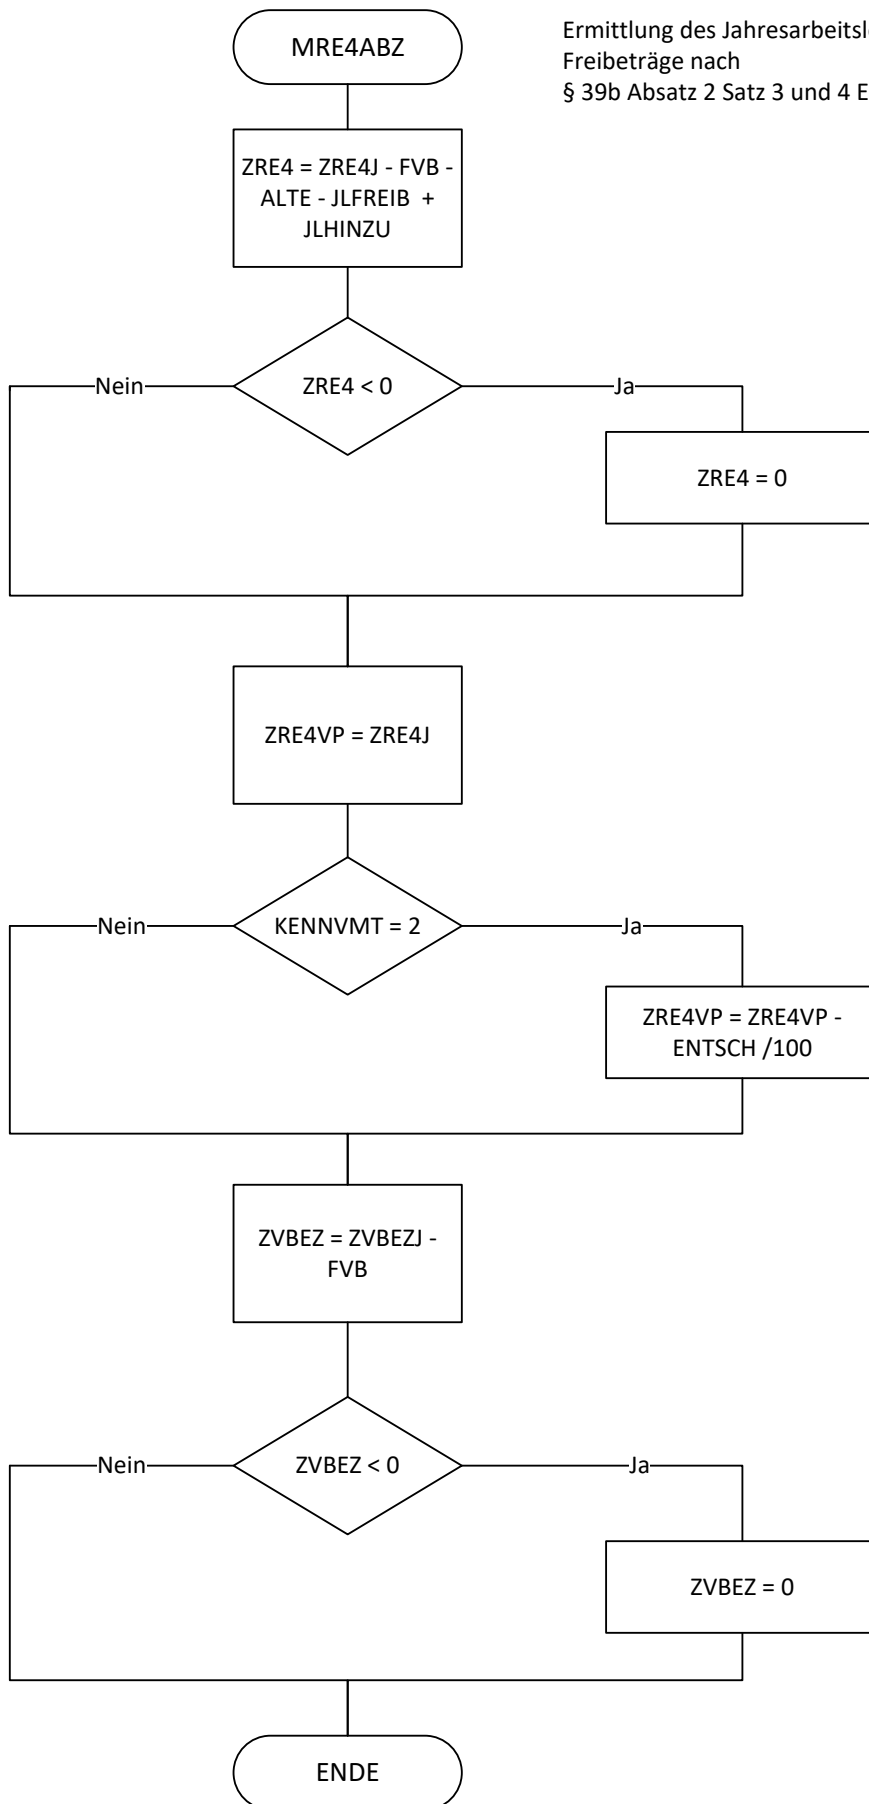 MRE4ABZ
Ermittlung des
Freibeträge nach
§ 39b Absatz 2 Satz 3 und 4
ZRE4 = ZRE4J - FVB -
ALTE - JLFREIB + 
JLHINZU
Nein
ZRE4 < 0
Ja
ZRE4 = 0
ZRE4VP = ZRE4J
Nein
KENNVMT = 2
Ja
ZRE4VP = ZRE4VP -
ENTSCH /100
ZVBEZ = ZVBEZJ -
FVB
Nein
ZVBEZ < 0
Ja
ZVBEZ = 0
ENDE